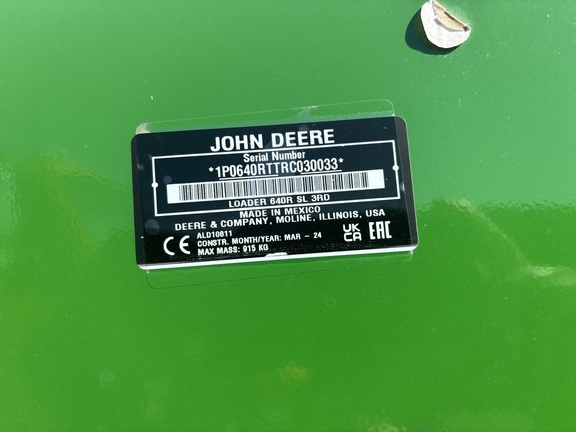 JOHN DEERE
Serial Number
*1P0640RTTRC030033*
LOADER 640R SL 3RD
MADE IN MEXICO
DEERE & COMPANY, MOLINE, ILLINOIS, USA
CE ALO10811
CONSTR. MONTH/YEAR: MAR - 24
MAX MASS: 915 KG
UK
CA
EAC